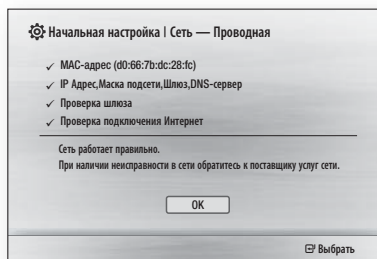 Начальная настройка | Сеть — Проводная
✓ MAC-адрес (d0:66:7b:dc:28:fc)
✓ IP Адрес,Маска подсети,Шлюз,DNS-сервер
✓ Проверка шлюза
✓ Проверка подключения Интернет
Сеть работает правильно.
При наличии неисправности в сети обратитесь к поставщику услуг сети.
OK
Выбрать